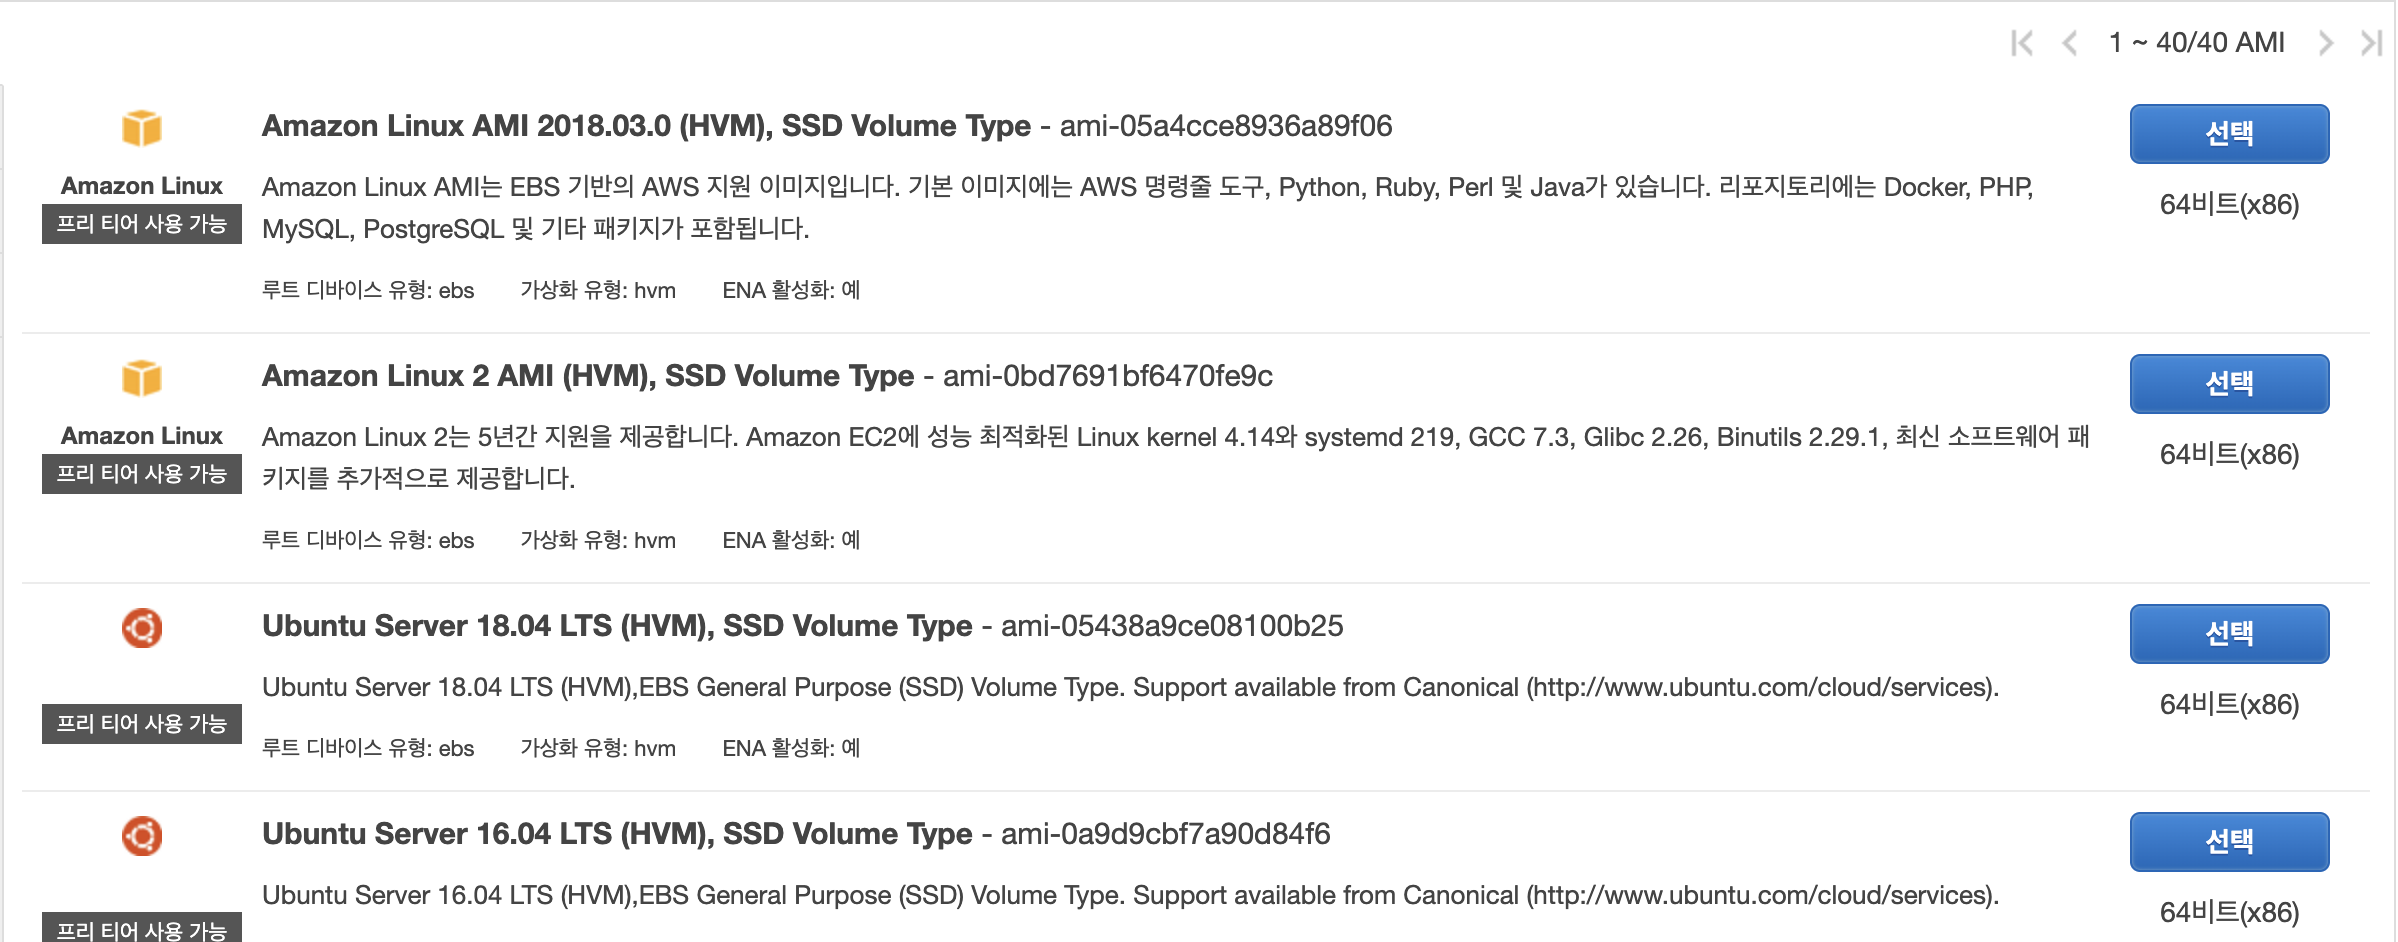 1 ~ 40/40 AMI
Amazon Linux AMI 2018.03.0 (HVM), SSD Volume Type - ami-05a4cce8936a89f06
선택
Amazon Linux
프리 티어 사용 가능
Amazon Linux AMI는 EBS 기반의 AWS 지원 이미지입니다. 기본 이미지에는 AWS 명령줄 도구, Python, Ruby, Perl 및 Java가 있습니다. 리포지토리에는 Docker, PHP,
MySQL, PostgreSQL 및 기타 패키지가 포함됩니다.
64비트(x86)
루트 디바이스 유형: ebs 가상화 유형: hvm ENA 활성화: 예
Amazon Linux 2 AMI (HVM), SSD Volume Type - ami-0bd7691bf6470fe9c
선택
Amazon Linux
프리 티어 사용 가능
Amazon Linux 2는 5년간 지원을 제공합니다. Amazon EC2에 성능 최적화된 Linux kernel 4.14와 systemd 219, GCC 7.3, Glibc 2.26, Binutils 2.29.1, 최신 소프트웨어 패
키지를 추가적으로 제공합니다.
64비트(x86)
루트 디바이스 유형: ebs 가상화 유형: hvm ENA 활성화: 예
Ubuntu Server 18.04 LTS (HVM), SSD Volume Type - ami-05438a9ce08100b25
선택
Ubuntu Server 18.04 LTS (HVM),EBS General Purpose (SSD) Volume Type. Support available from Canonical (http://www.ubuntu.com/cloud/services).
64비트(x86)
프리 티어 사용 가능
루트 디바이스 유형: ebs 가상화 유형: hvm ENA 활성화: 예
Ubuntu Server 16.04 LTS (HVM), SSD Volume Type - ami-0a9d9cbf7a90d84f6
선택
Ubuntu Server 16.04 LTS (HVM),EBS General Purpose (SSD) Volume Type. Support available from Canonical (http://www.ubuntu.com/cloud/services).
64비트(x86)
프리 티어 사용 가능